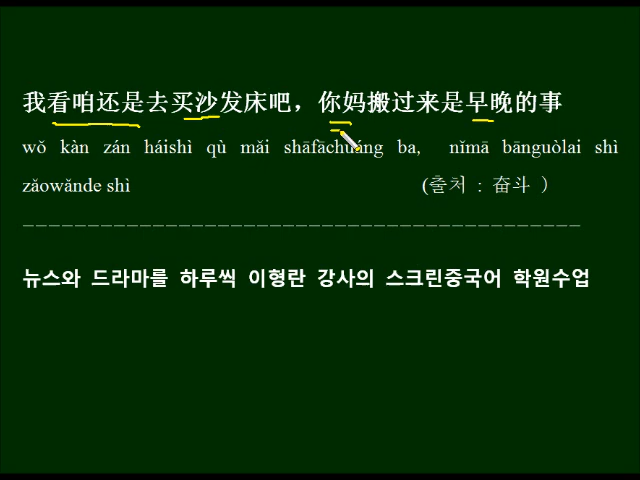 我看咱还是去买沙发床吧，你妈搬过来是早晚的事
wǒ kàn zán háishì qù mǎi shāfāchuáng ba, nǐmā bānguòlai shì
zǎowǎnde shì (출처 : 奋斗 )
뉴스와 드라마를 하루씩 이형란 강사의 스크린중국어 학원수업